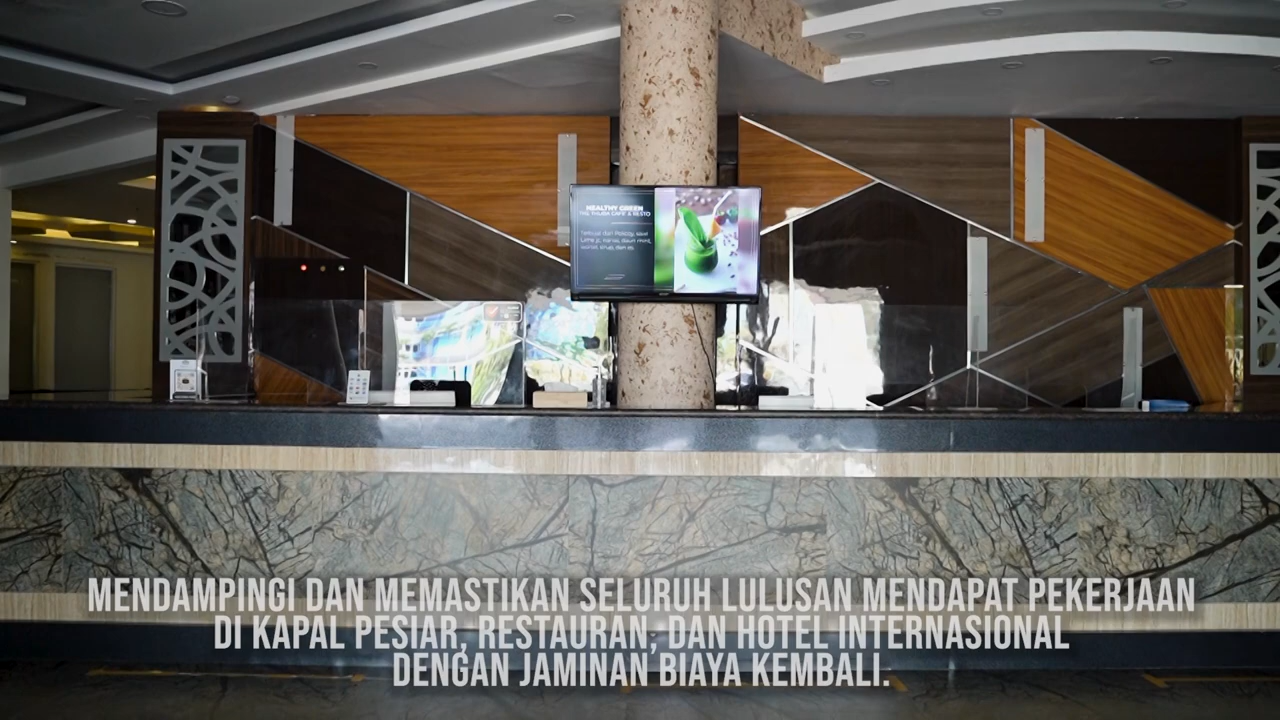 HEALTHY GREEN
MENDAMPINGI DAN MEMASTIKAN SELURUH LULUSAN MENDAPAT PEKERJAAN
DI KAPAL PESIAR, RESTAURAN, DAN HOTEL INTERNASIONAL
DENGAN JAMINAN BIAYA KEMBALI.